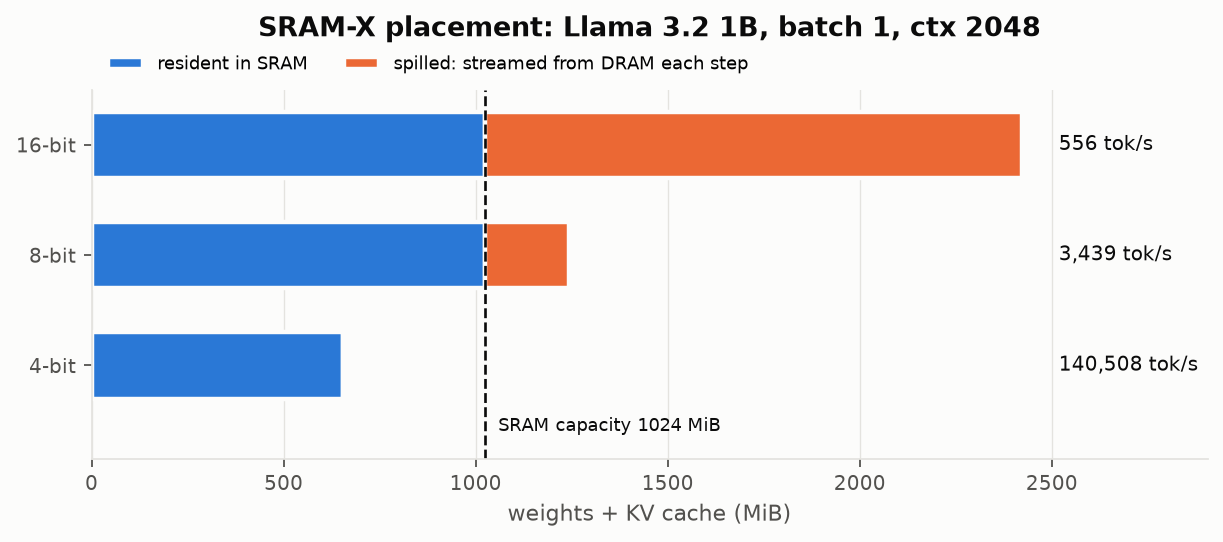 SRAM-X placement: Llama 3.2 1B, batch 1, ctx 2048
resident in SRAM
spilled: streamed from DRAM each step
16-bit
556 tok/s
8-bit
3,439 tok/s
4-bit
140,508 tok/s
SRAM capacity 1024 MiB
0 500 1000 1500 2000 2500
weights + KV cache (MiB)